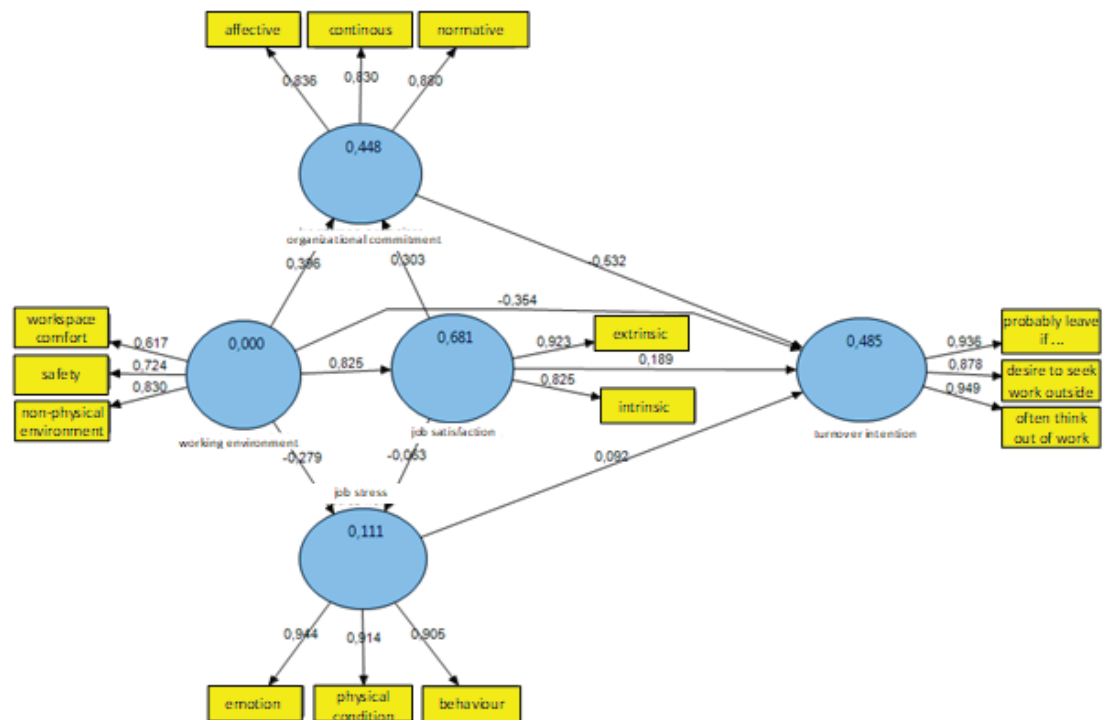 affective
continous
normative
0,836
0,830
0,880
0,448
organizational commitment
0,396
0,303
-0,532
-0,354
workspace
comfort
0,617
safety
0,724
non-physical
environment
0,830
0,000
working environment
0,825
0,681
job satisfaction
0,923
extrinsic
0,189
0,825
intrinsic
0,485
turnover intention
0,936
probably leave
if ...
0,878
desire to seek
work outside
0,949
often think
out of work
-0,279
job stress
0,092
0,111
0,944
0,914
0,905
emotion
physical
condition
behaviour